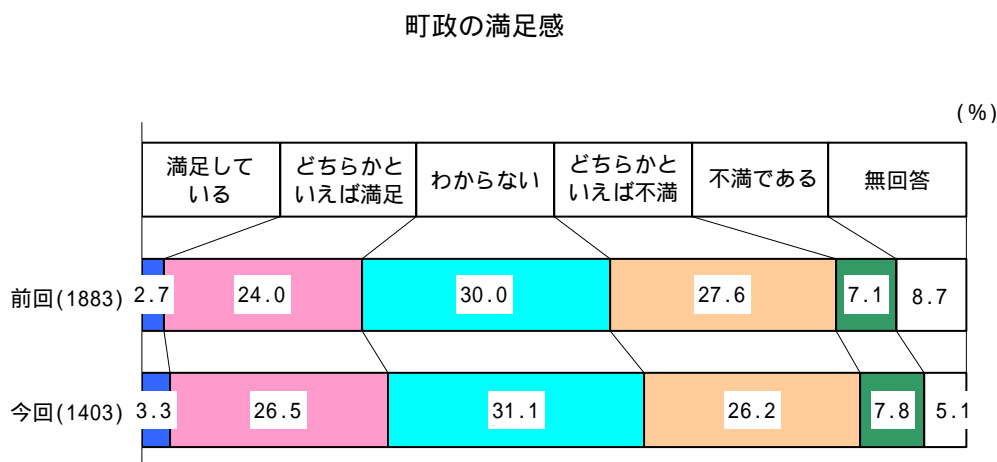 町政の満足感
(%)
満足して
いる
どちらかと
いえば満足
わからない
どちらかと
いえば不満
不満である
無回答
前回(1883) 2.7 24.0 30.0 27.6 7.1 8.7
今回(1403) 3.3 26.5 31.1 26.2 7.8 5.1